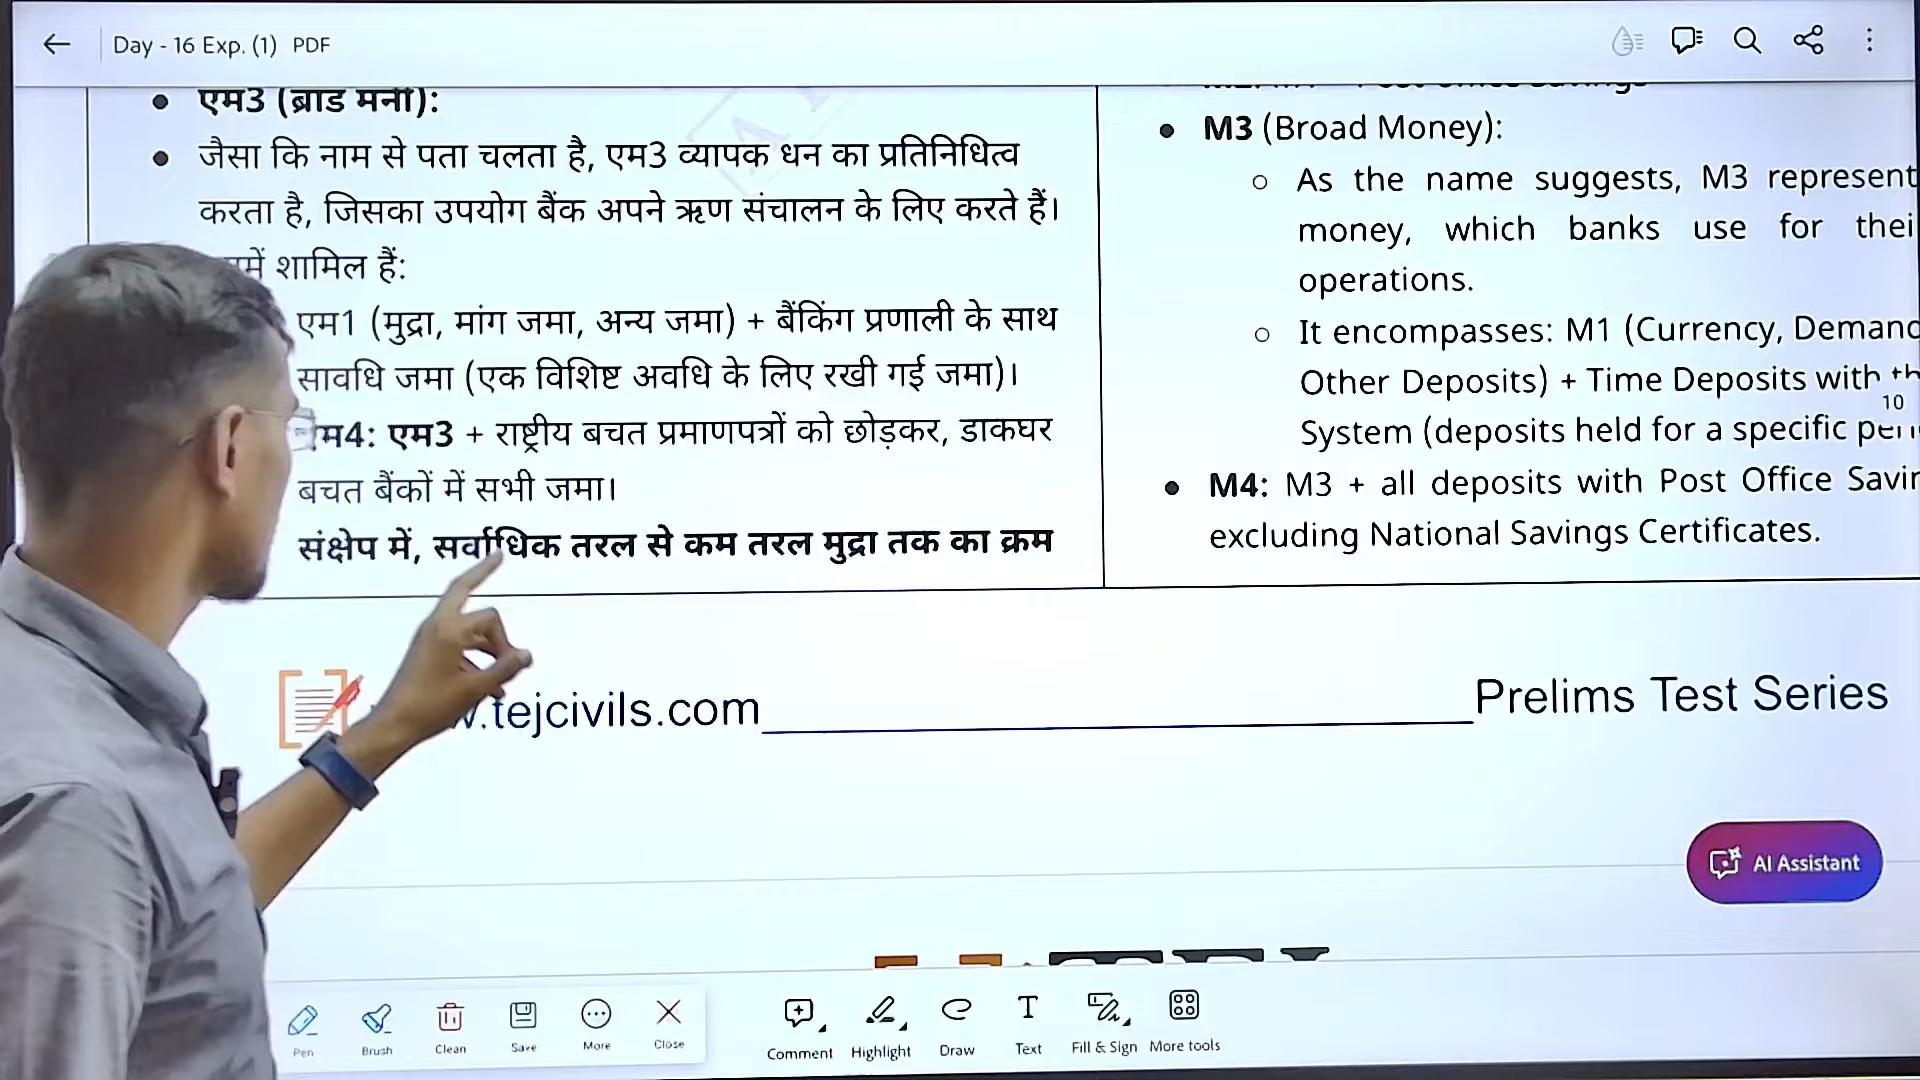 Day - 16 Exp. (1) PDF
एम3 (ब्रॉड मनी):
जैसा कि नाम से पता चलता है, एम3 व्यापक धन का प्रतिनिधित्व
करता है, जिसका उपयोग बैंक अपने ऋण संचालन के लिए करते हैं।
शामिल हैं:
एम1 (मुद्रा, मांग जमा, अन्य जमा) + बैंकिंग प्रणाली के साथ
सावधि जमा (एक विशिष्ट अवधि के लिए रखी गई जमा)।
एम4: एम3 + राष्ट्रीय बचत प्रमाणपत्रों को छोड़कर, डाकघर
बचत बैंकों में सभी जमा।
संक्षेप में, सर्वाधिक तरल से कम तरल मुद्रा तक का क्रम
M3 (Broad Money):
As the name suggests, M3 represent
money, which banks use for thei
operations.
It encompasses: M1 (Currency, Demand
Other Deposits) + Time Deposits with th
10
System (deposits held for a specific peri
M4: M3 + all deposits with Post Office Savin
excluding National Savings Certificates.
w.tejcivils.com
Prelims Test Series
AI Assistant
Pen Brush Clean Save More Close
Comment Highlight Draw Text Fill & Sign More tools